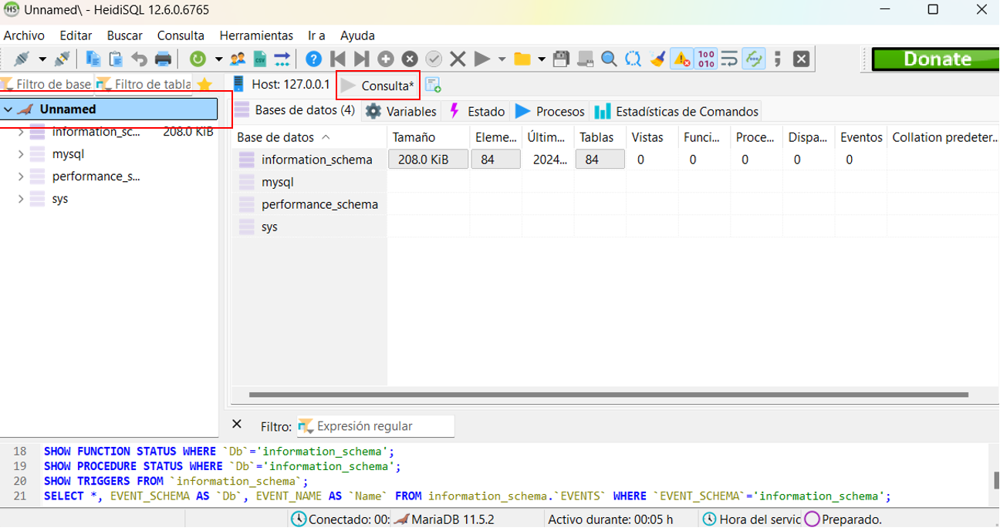 HS Unnamed\ - HeidiSQL 12.6.0.6765
Archivo Editar Buscar Consulta Herramientas Ir a Ayuda
CSV 100 010 Donate
Filtro de base Filtro de tabla Host: 127.0.0.1 Consulta*
Unnamed Bases de datos (4) Variables Estado Procesos Estadísticas de Comandos
information_sc... 208.0 KiB
mysql
performance_s...
sys
Base de datos Tamaño Eleme... Últim... Tablas Vistas Funci... Proce... Dispa... Eventos Collation predeter...
information_schema 208.0 KiB 84 2024... 84 0 0 0 0 0
mysql
performance_schema
sys
Filtro: Expresión regular
18 SHOW FUNCTION STATUS WHERE `Db`='information_schema';
19 SHOW PROCEDURE STATUS WHERE `Db`='information_schema';
20 SHOW TRIGGERS FROM `information_schema`;
21 SELECT *, EVENT_SCHEMA AS `Db`, EVENT_NAME AS `Name` FROM information_schema.`EVENTS` WHERE `EVENT_SCHEMA`='information_schema';
Conectado: 00: MariaDB 11.5.2 Activo durante: 00:05 h Hora del servic Preparado.